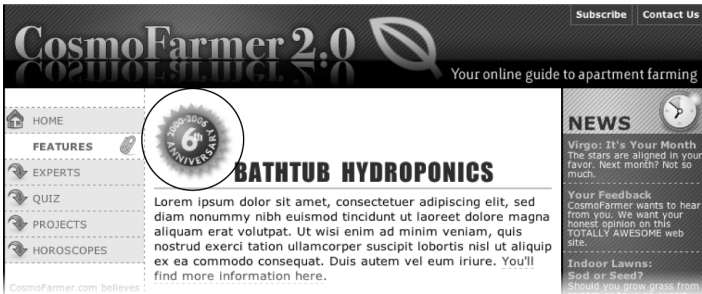 Subscribe
Contact Us
CosmoFarmer 2.0
Your online guide to apartment farming
HOME
FEATURES
EXPERTS
QUIZ
PROJECTS
HOROSCOPES
CosmoFarmer.com believes
2000-2006
6th
ANNIVERSARY
BATHTUB HYDROPONICS
Lorem ipsum dolor sit amet, consectetuer adipiscing elit, sed
diam nonummy nibh euismod tincidunt ut laoreet dolore magna
aliquam erat volutpat. Ut wisi enim ad minim veniam, quis
nostrud exerci tation ullamcorper suscipit lobortis nisl ut aliquip
ex ea commodo consequat. Duis autem vel eum iriure. You'll
find more information here.
NEWS
Virgo: It's Your Month
The stars are aligned in your
favor. Next month? Not so
much.
Your Feedback
CosmoFarmer wants to hear
from you. We want your
honest opinion on this
TOTALLY AWESOME web
site.
Indoor Lawns:
Sod or Seed?
Should you grow grass from